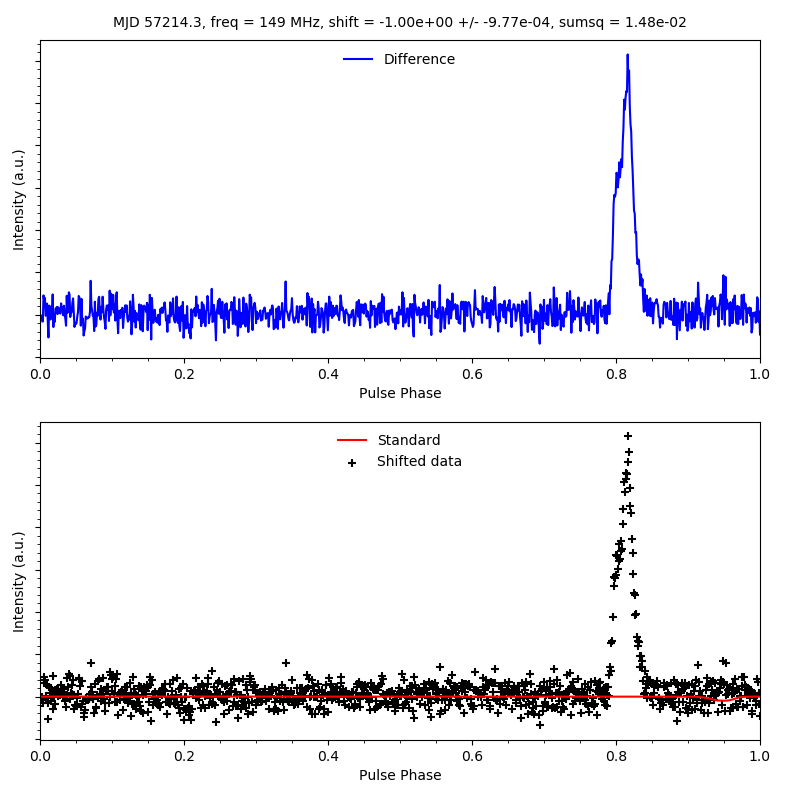 MJD 57214.3, freq = 149 MHz, shift = -1.00e+00 +/- -9.77e-04, sumsq = 1.48e-02
Difference
Intensity (a.u.)
0.0 0.2 0.4 0.6 0.8 1.0
Pulse Phase
Standard
Shifted data
Intensity (a.u.)
0.0 0.2 0.4 0.6 0.8 1.0
Pulse Phase